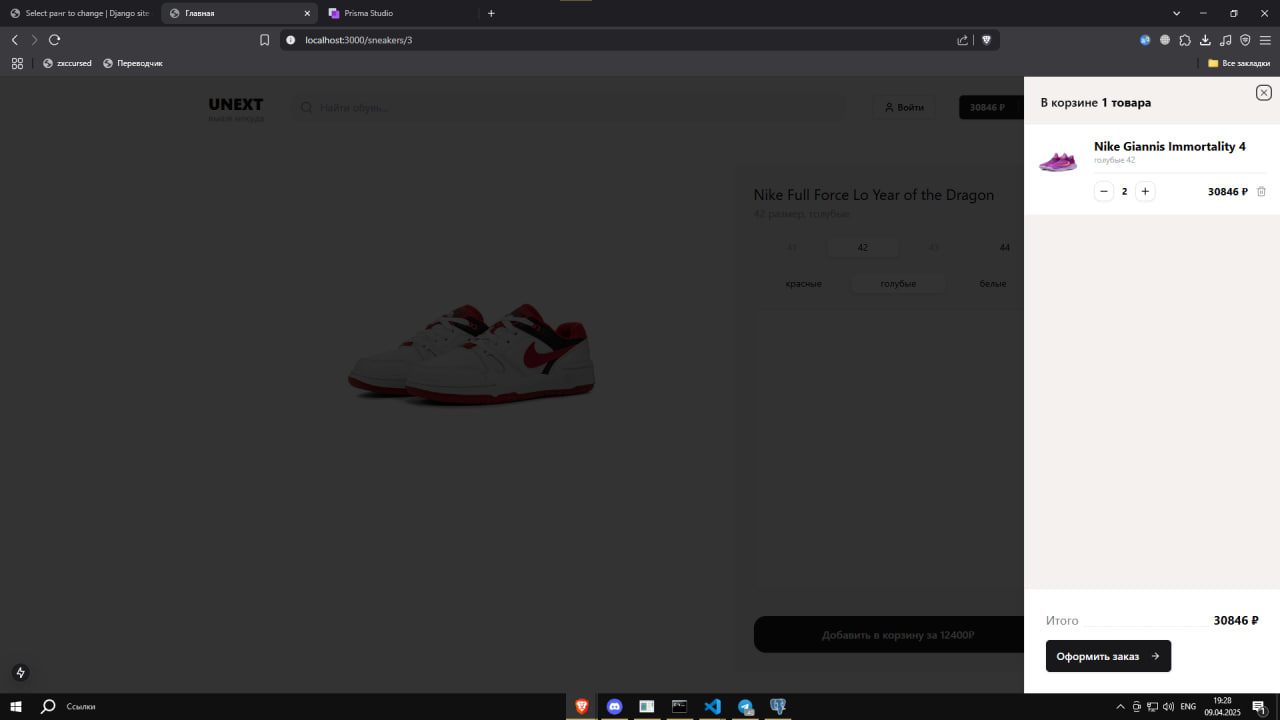 Select ранг to change | Django site
Главная
Prisma Studio
localhost:3000/sneakers/3
zxccursed
Переводчик
Все закладки
UNEXT
выше некуда
Найти обувь...
Войти
30846 ₽
В корзине 1 товара
Nike Giannis Immortality 4
голубые 42
2
30846 ₽
Nike Full Force Lo Year of the Dragon
42 размер, голубые
41
42
43
44
красные
голубые
белые
Добавить в корзину за 12400₽
Итого
30846 ₽
Оформить заказ
Ссылки
ENG
19:28
09.04.2025